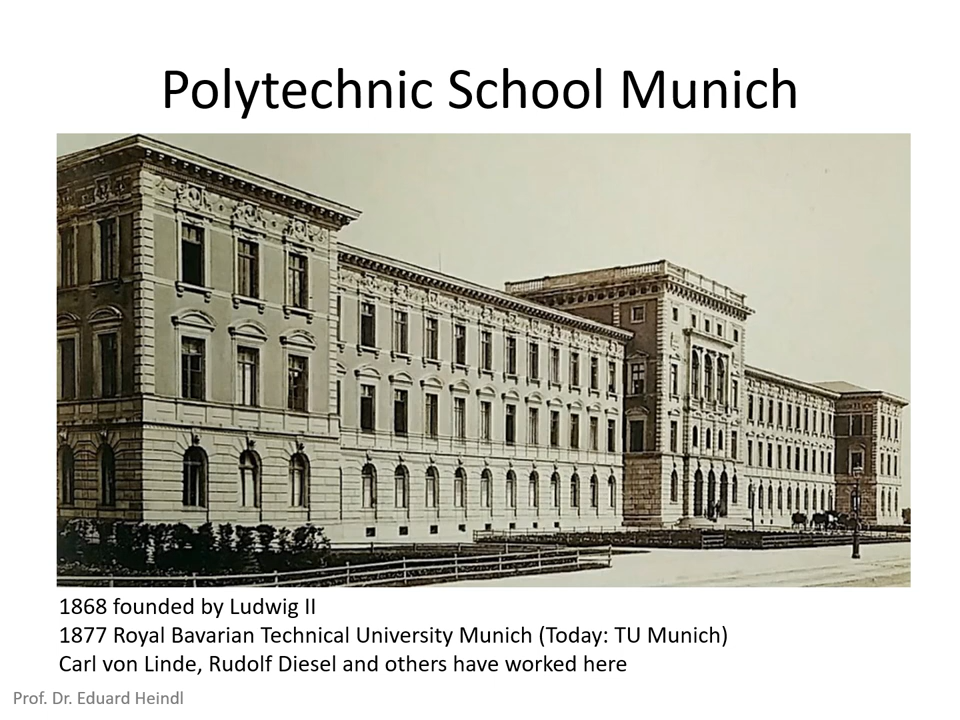 Polytechnic School Munich
1868 founded by Ludwig II
1877 Royal Bavarian Technical University Munich (Today: TU Munich)
Carl von Linde, Rudolf Diesel and others have worked here
Prof. Dr. Eduard Heindl